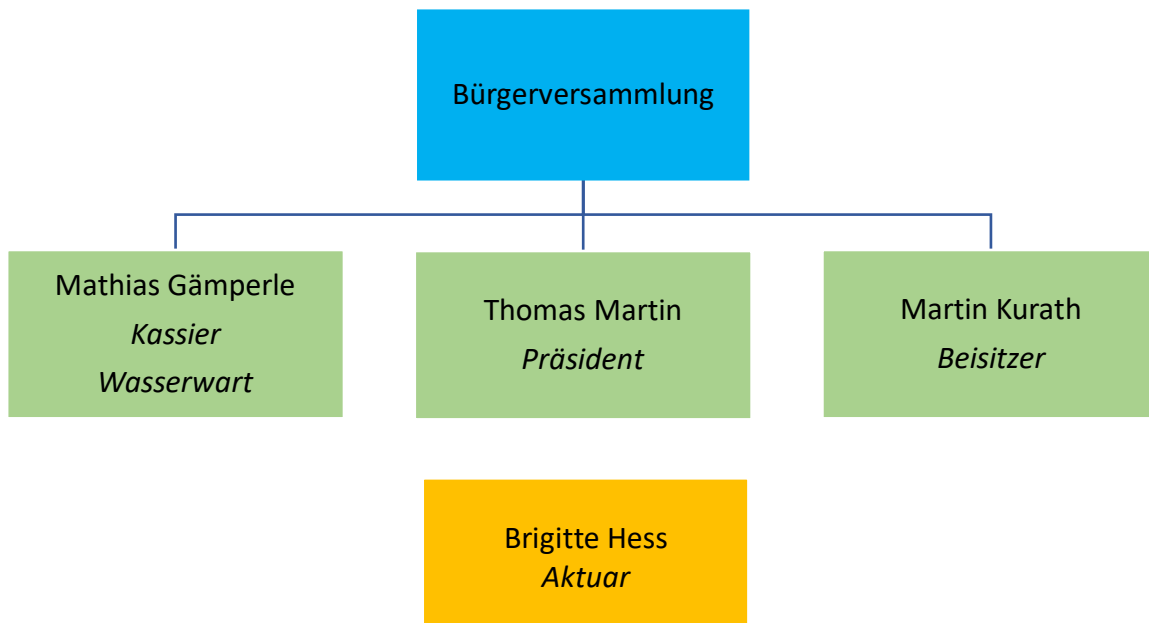 Bürgerversammlung
Mathias Gämperle
Kassier
Wasserwart
Thomas Martin
Präsident
Martin Kurath
Beisitzer
Brigitte Hess
Aktuar